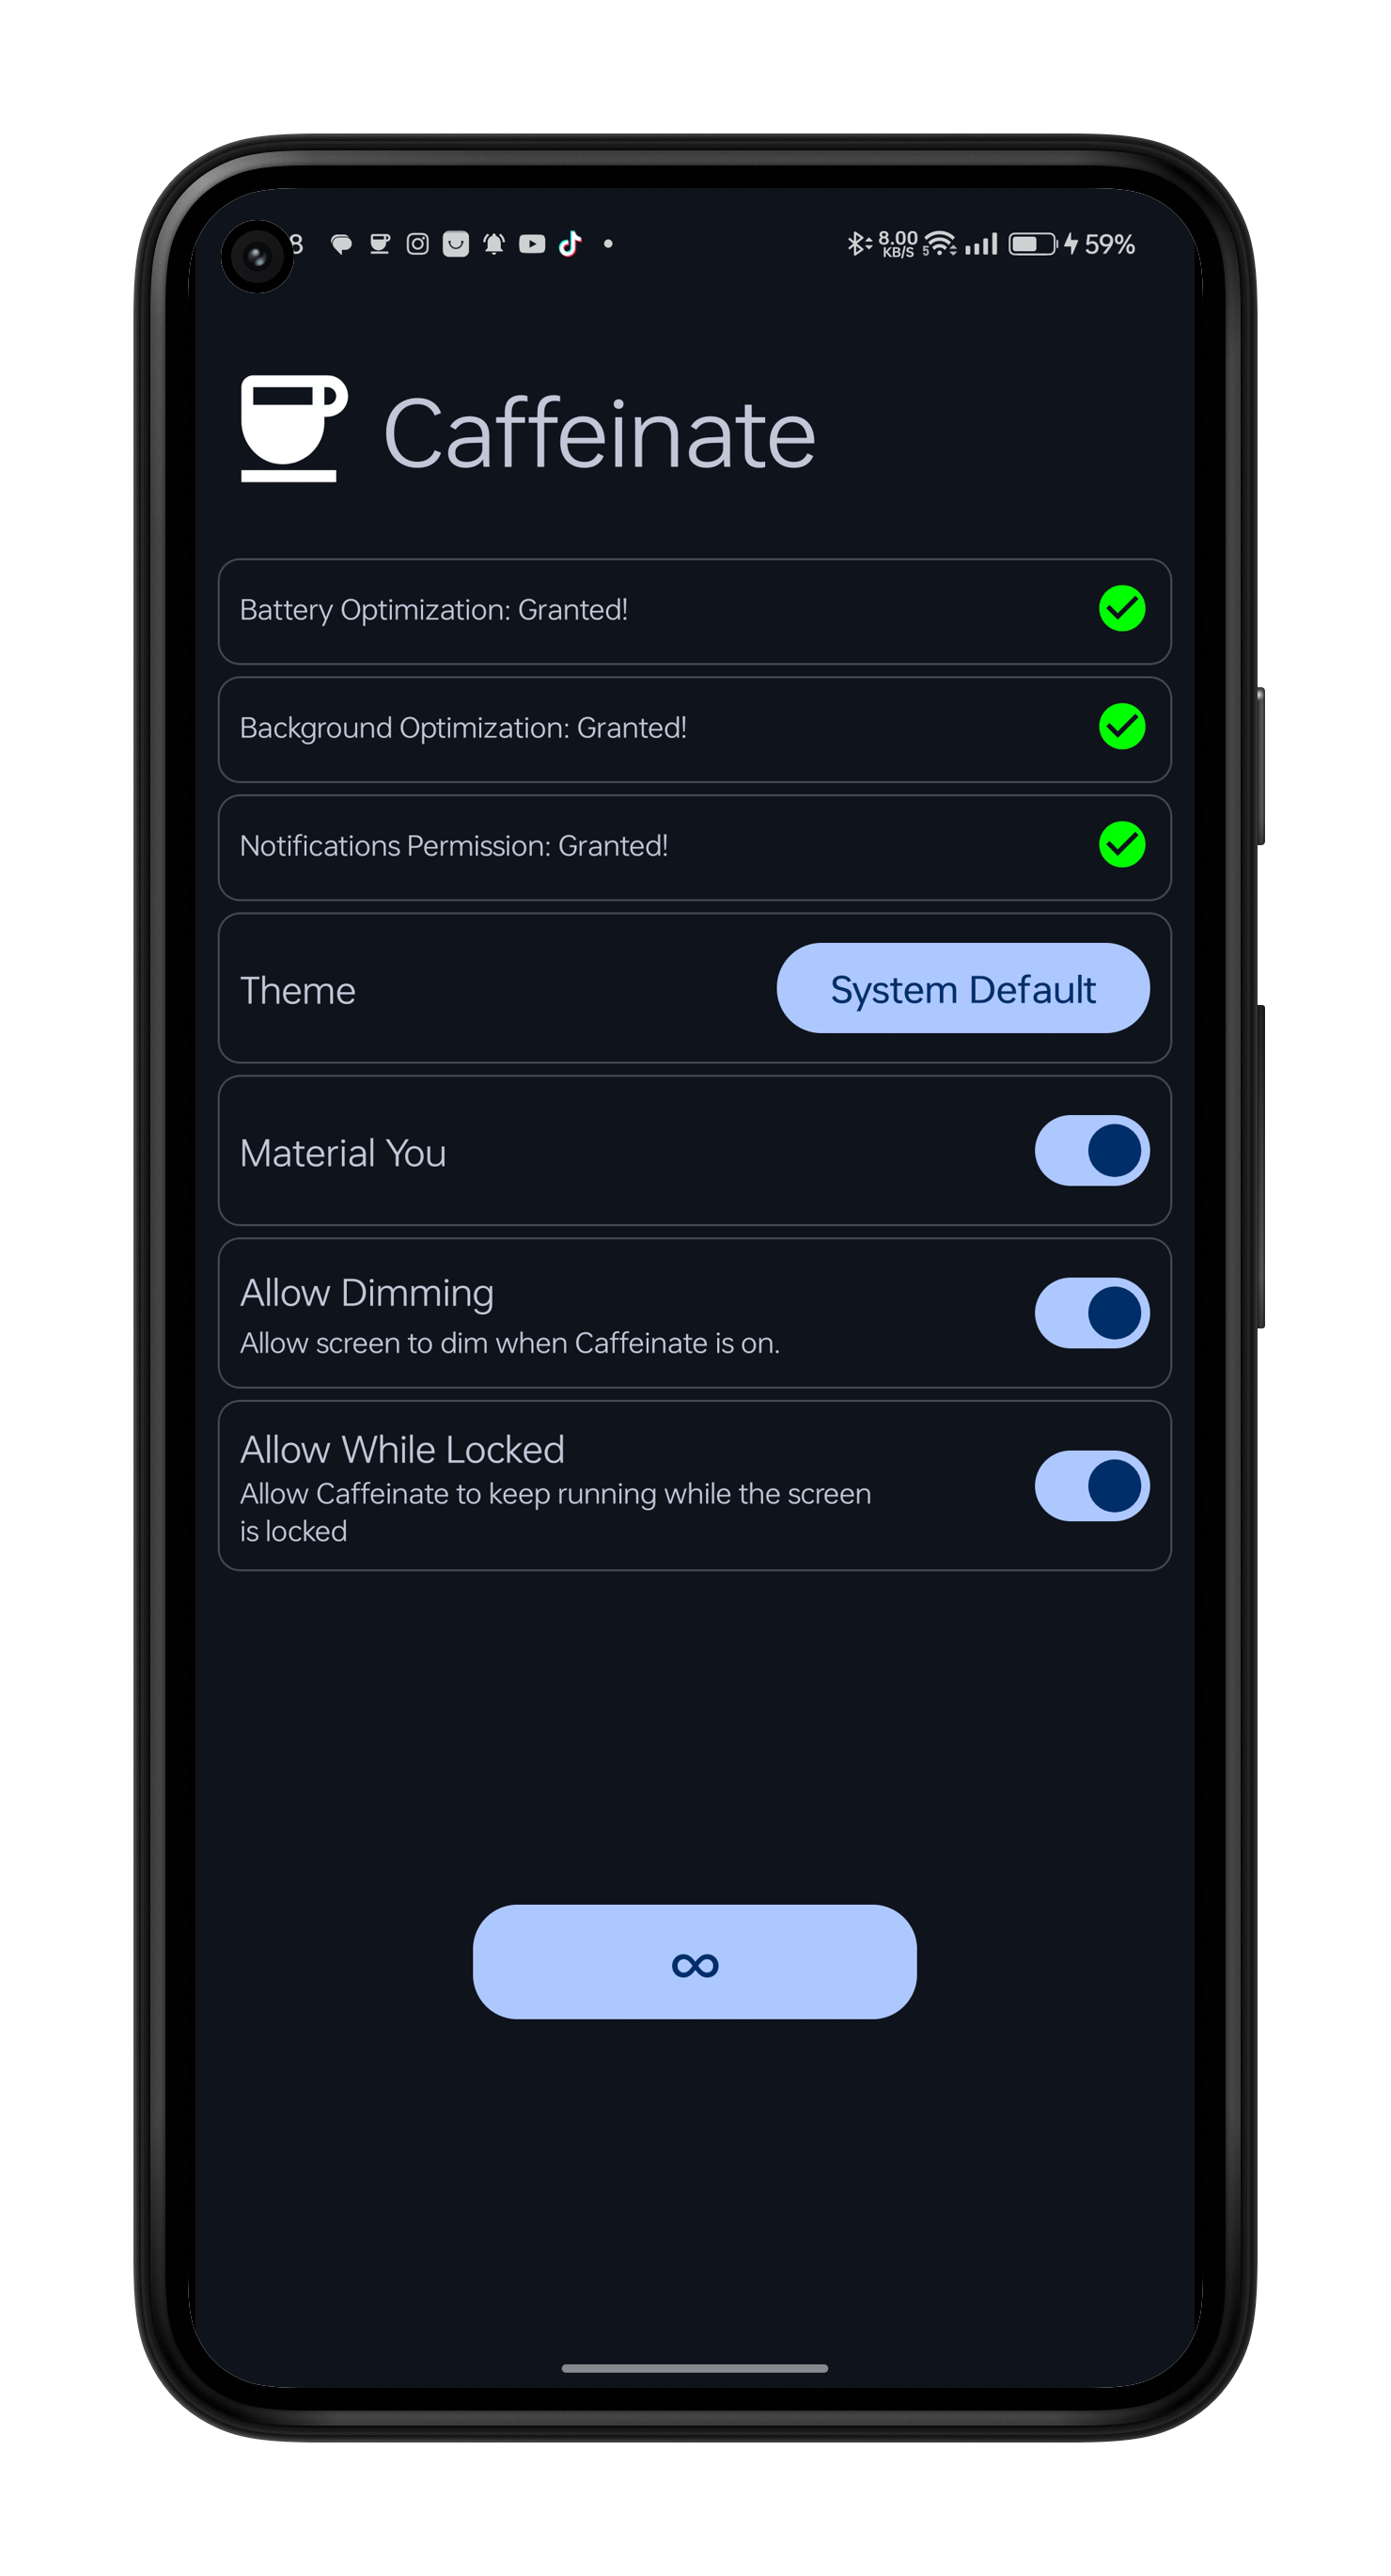 8 8.00 KB/S 5 59%
Caffeinate
Battery Optimization: Granted!
Background Optimization: Granted!
Notifications Permission: Granted!
Theme System Default
Material You
Allow Dimming
Allow screen to dim when Caffeinate is on.
Allow While Locked
Allow Caffeinate to keep running while the screen
is locked
∞